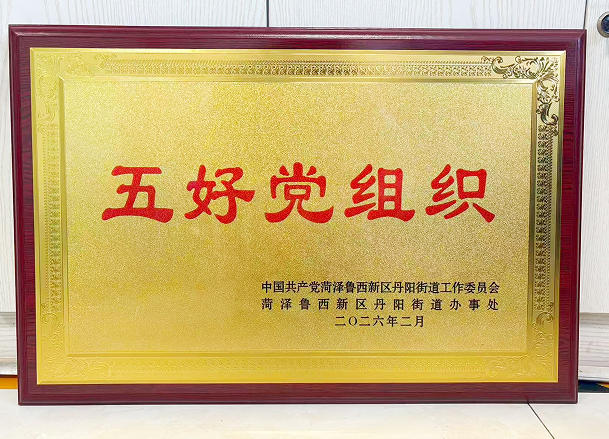 五好党组织
中国共产党菏泽鲁西新区丹阳街道工作委员会
菏泽鲁西新区丹阳街道办事处
二〇二六年二月